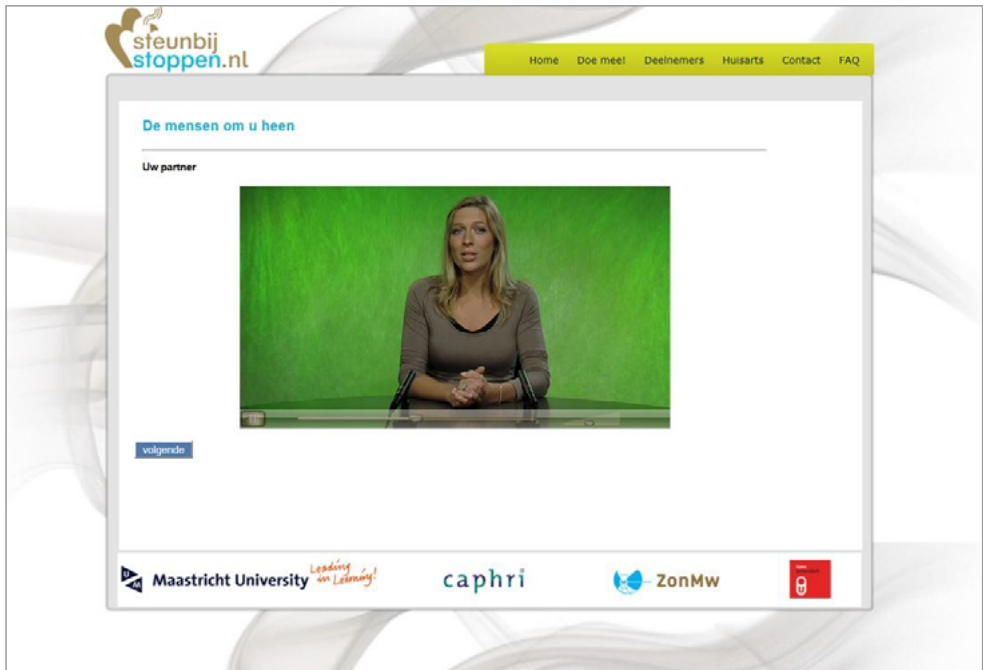 steunbij
stoppen.nl
Home Doe mee! Deelnemers Huisarts Contact FAQ
De mensen om u heen
Uw partner
volgende
Maastricht University Leading in Learning!
caphri
ZonMw